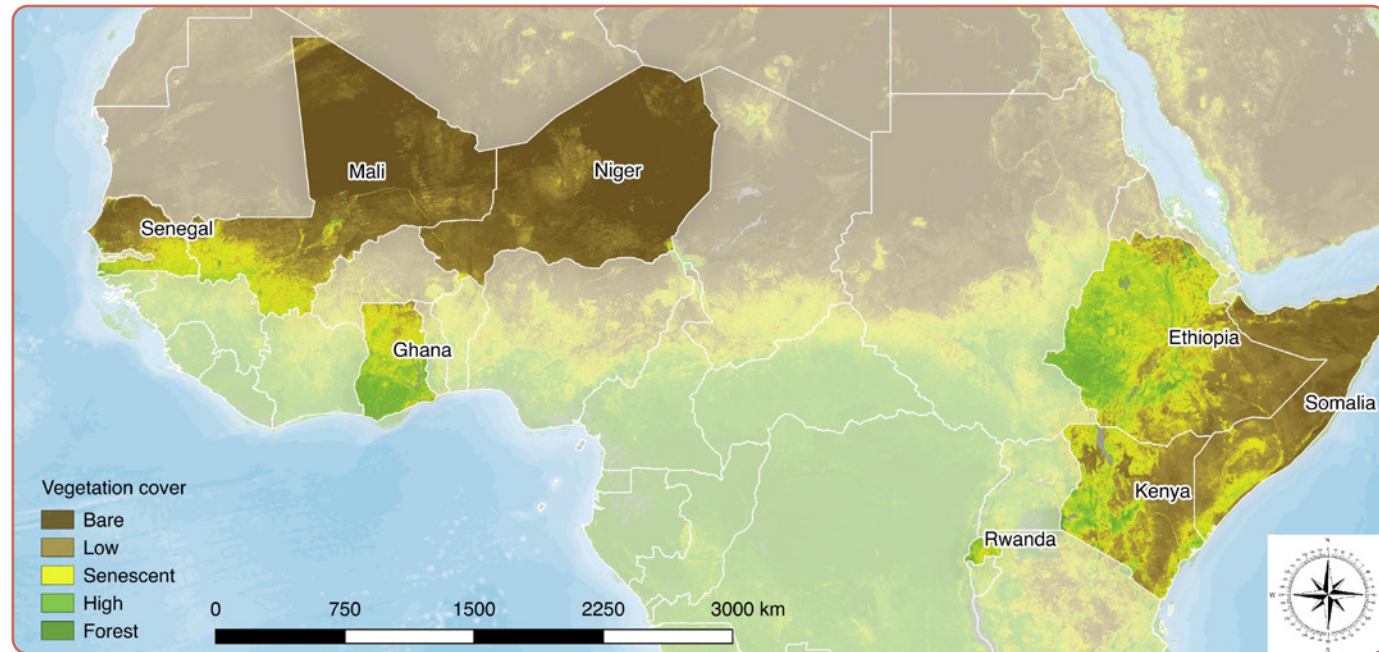 Mali
Niger
Senegal
Ghana
Ethiopia
Somalia
Kenya
Rwanda
Vegetation cover
Bare
Low
Senescent
High
Forest
0 750 1500 2250 3000 km
N
W